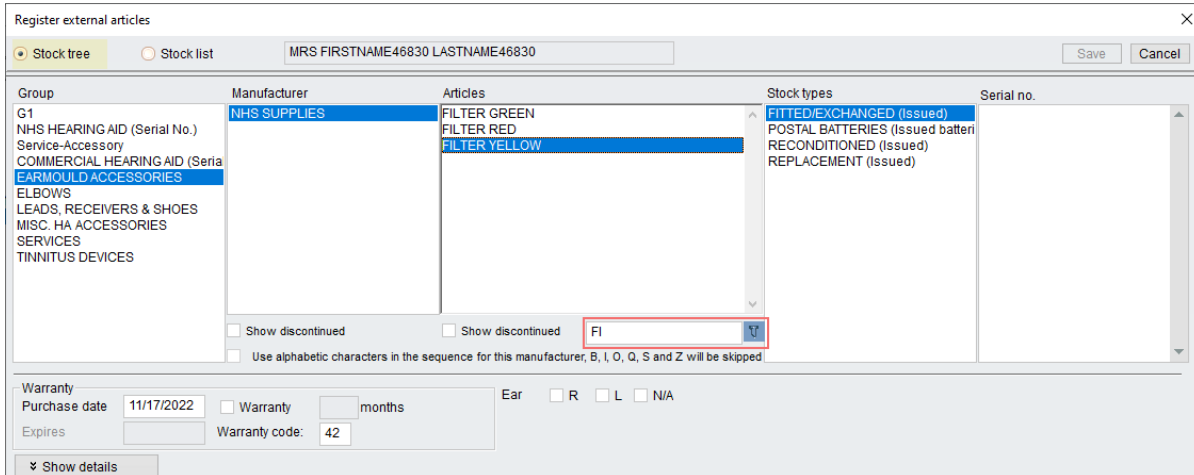 Register external articles
Stock tree
Stock list
MRS FIRSTNAME46830 LASTNAME46830
Save
Cancel
Group
G1
NHS HEARING AID (Serial No.)
Service-Accessory
COMMERCIAL HEARING AID (Seria
EARMOULD ACCESSORIES
ELBOWS
LEADS, RECEIVERS & SHOES
MISC. HA ACCESSORIES
SERVICES
TINNITUS DEVICES
Manufacturer
NHS SUPPLIES
Articles
FILTER GREEN
FILTER RED
FILTER YELLOW
Stock types
FITTED/EXCHANGED (Issued)
POSTAL BATTERIES (Issued batteri
RECONDITIONED (Issued)
REPLACEMENT (Issued)
Serial no.
Show discontinued
Show discontinued
FI
Use alphabetic characters in the sequence for this manufacturer, B, I, O, Q, S and Z will be skipped
Warranty
Purchase date 11/17/2022 Warranty months
Expires Warranty code: 42
Ear R L N/A
Show details